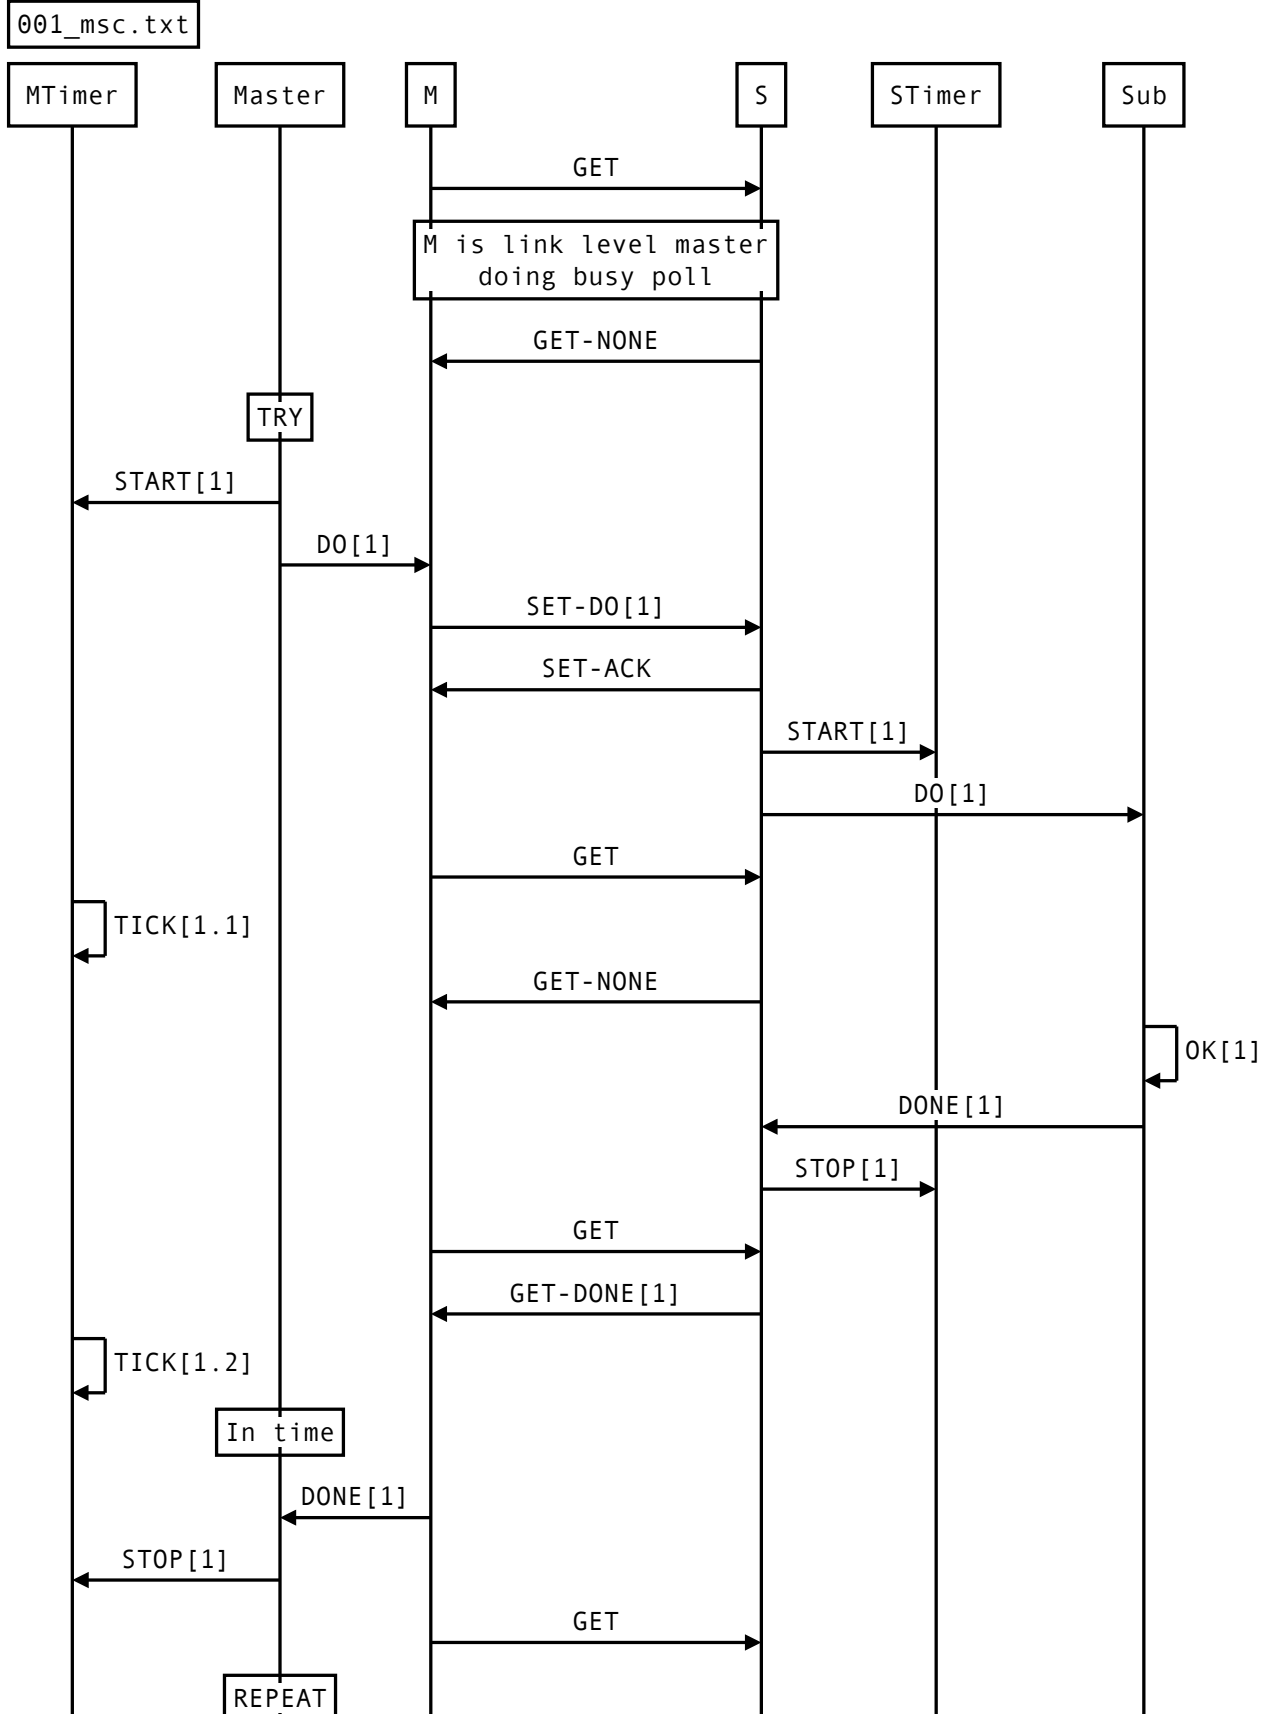 001_msc.txt
MTimer
Master
M
S
STimer
Sub
GET
M is link level master
doing busy poll
GET-NONE
TRY
START[1]
DO[1]
SET-DO[1]
SET-ACK
START[1]
DO[1]
GET
TICK[1.1]
GET-NONE
OK[1]
DONE[1]
STOP[1]
GET
GET-DONE[1]
TICK[1.2]
In time
DONE[1]
STOP[1]
GET
REPEAT